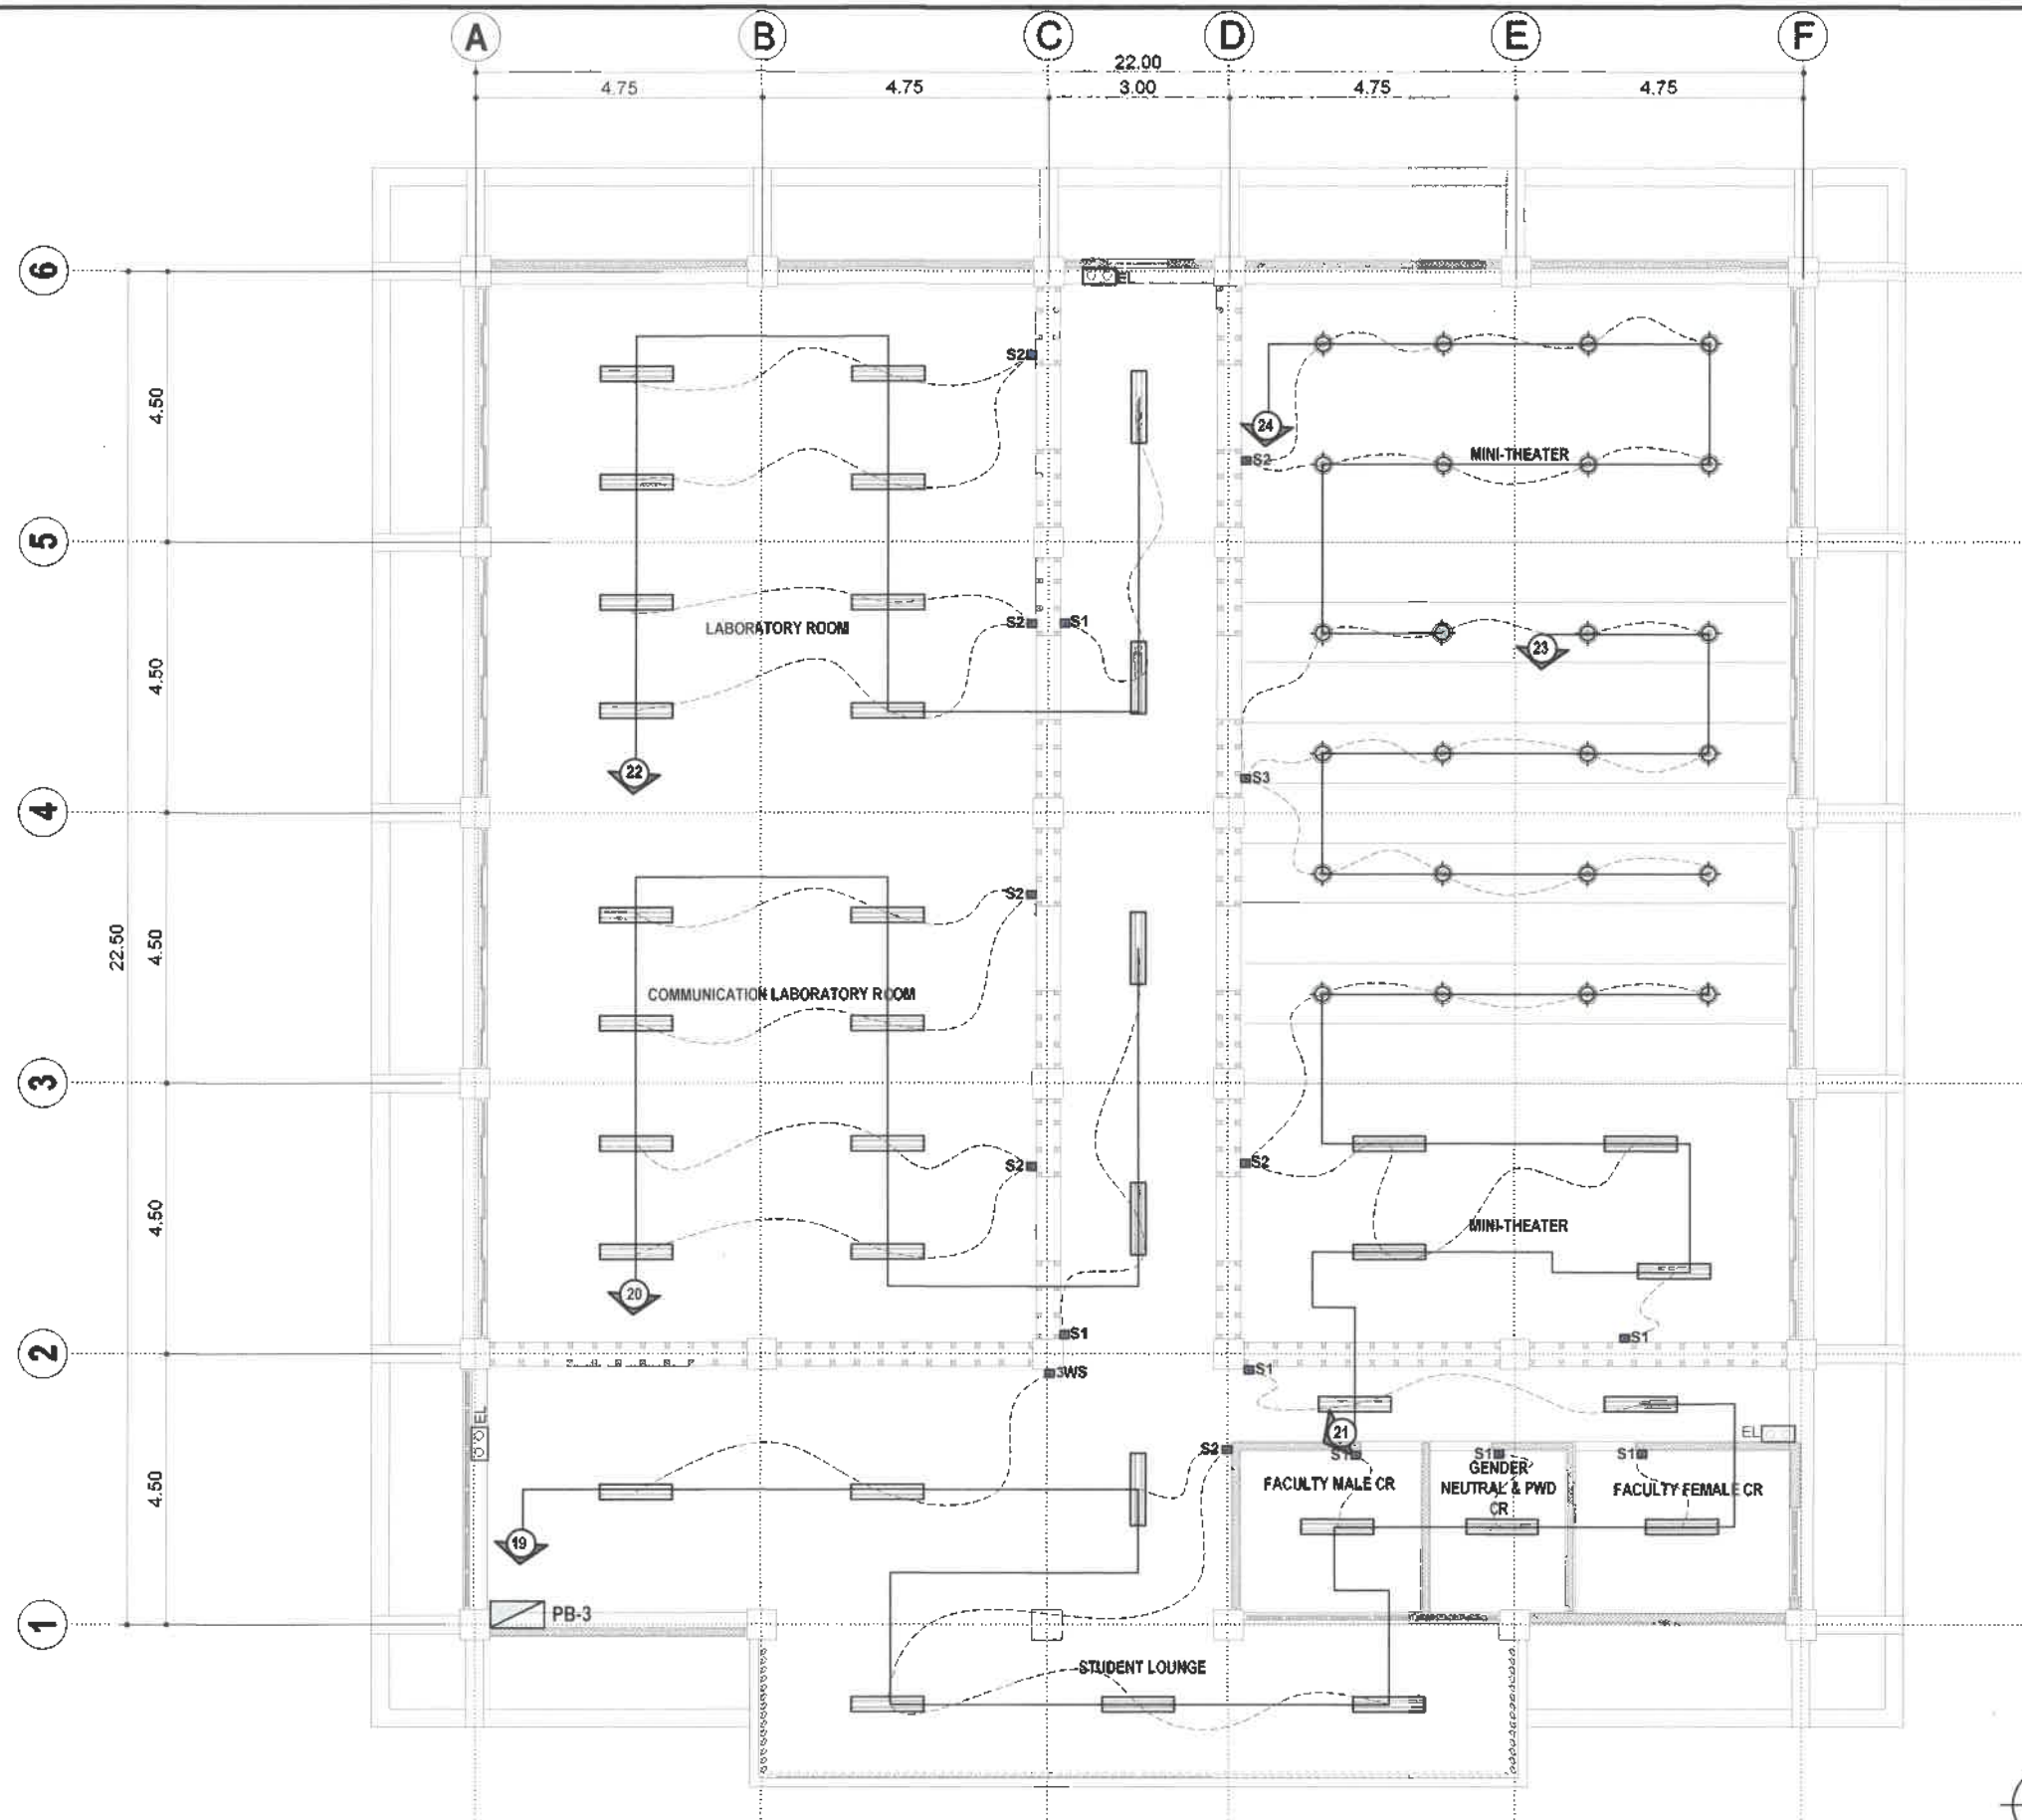 A B C D E F
22.00
4.75 4.75 3.00 4.75 4.75
6
EL
S2
4.50
24
S2
MINI-THEATER
5
S2 S1
LABORATORY ROOM
23
4.50
22
S3
4
S2
22.50
4.50
COMMUNICATION LABORATORY ROOM
3
S2
S2
4.50
MINI-THEATER
20
S1
S1
2
3WS
S1
EL
21
EL
S2
S1 S1 S1
4.50
FACULTY MALE CR
GENDER
NEUTRAL & PWD
CR
FACULTY FEMALE CR
19
PB-3
1
STUDENT LOUNGE